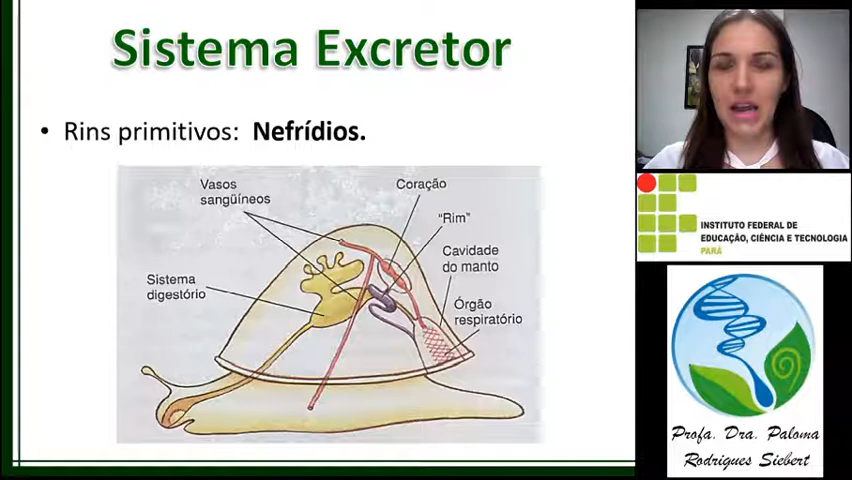 Sistema Excretor
• Rins primitivos: Nefrídios.
Vasos
sangüíneos
Coração
"Rim"
Cavidade
do manto
Sistema
digestório
Órgão
respiratório
INSTITUTO FEDERAL DE
EDUCAÇÃO, CIÊNCIA E TECNOLOGIA
PARÁ
Profa. Dra. Paloma
Rodrigues Siebert